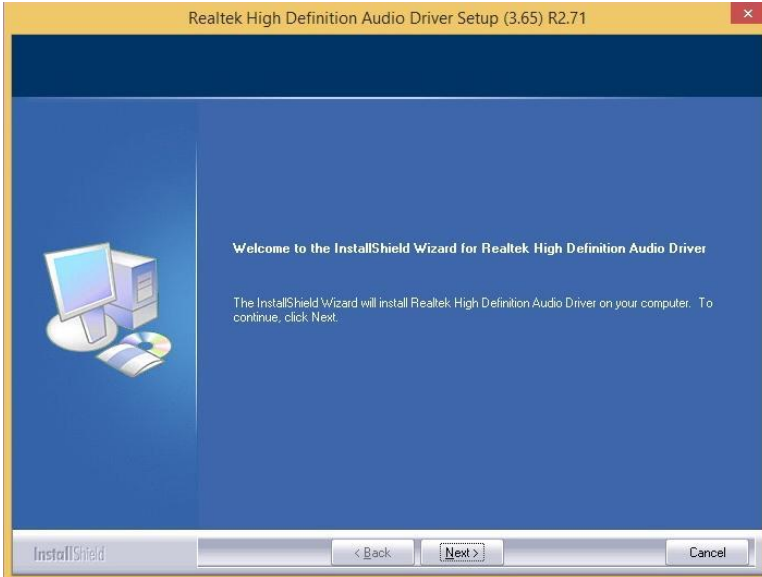 Realtek High Definition Audio Driver Setup (3.65) R2.71
Welcome to the InstallShield Wizard for Realtek High Definition Audio Driver
The InstallShield Wizard will install Realtek High Definition Audio Driver on your computer. To
continue, click Next.
InstallShield
< Back
Next >
Cancel